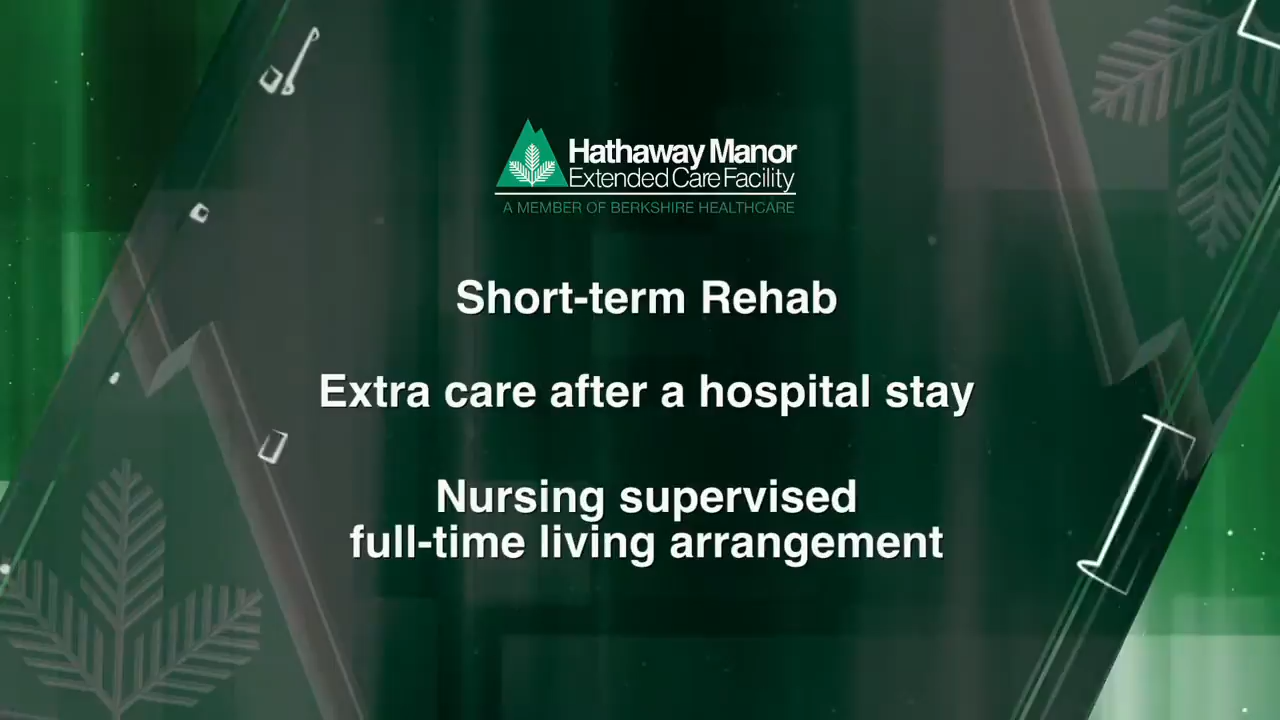 Hathaway Manor
Extended Care Facility
A MEMBER OF BERKSHIRE HEALTHCARE
Short-term Rehab
Extra care after a hospital stay
Nursing supervised
full-time living arrangement